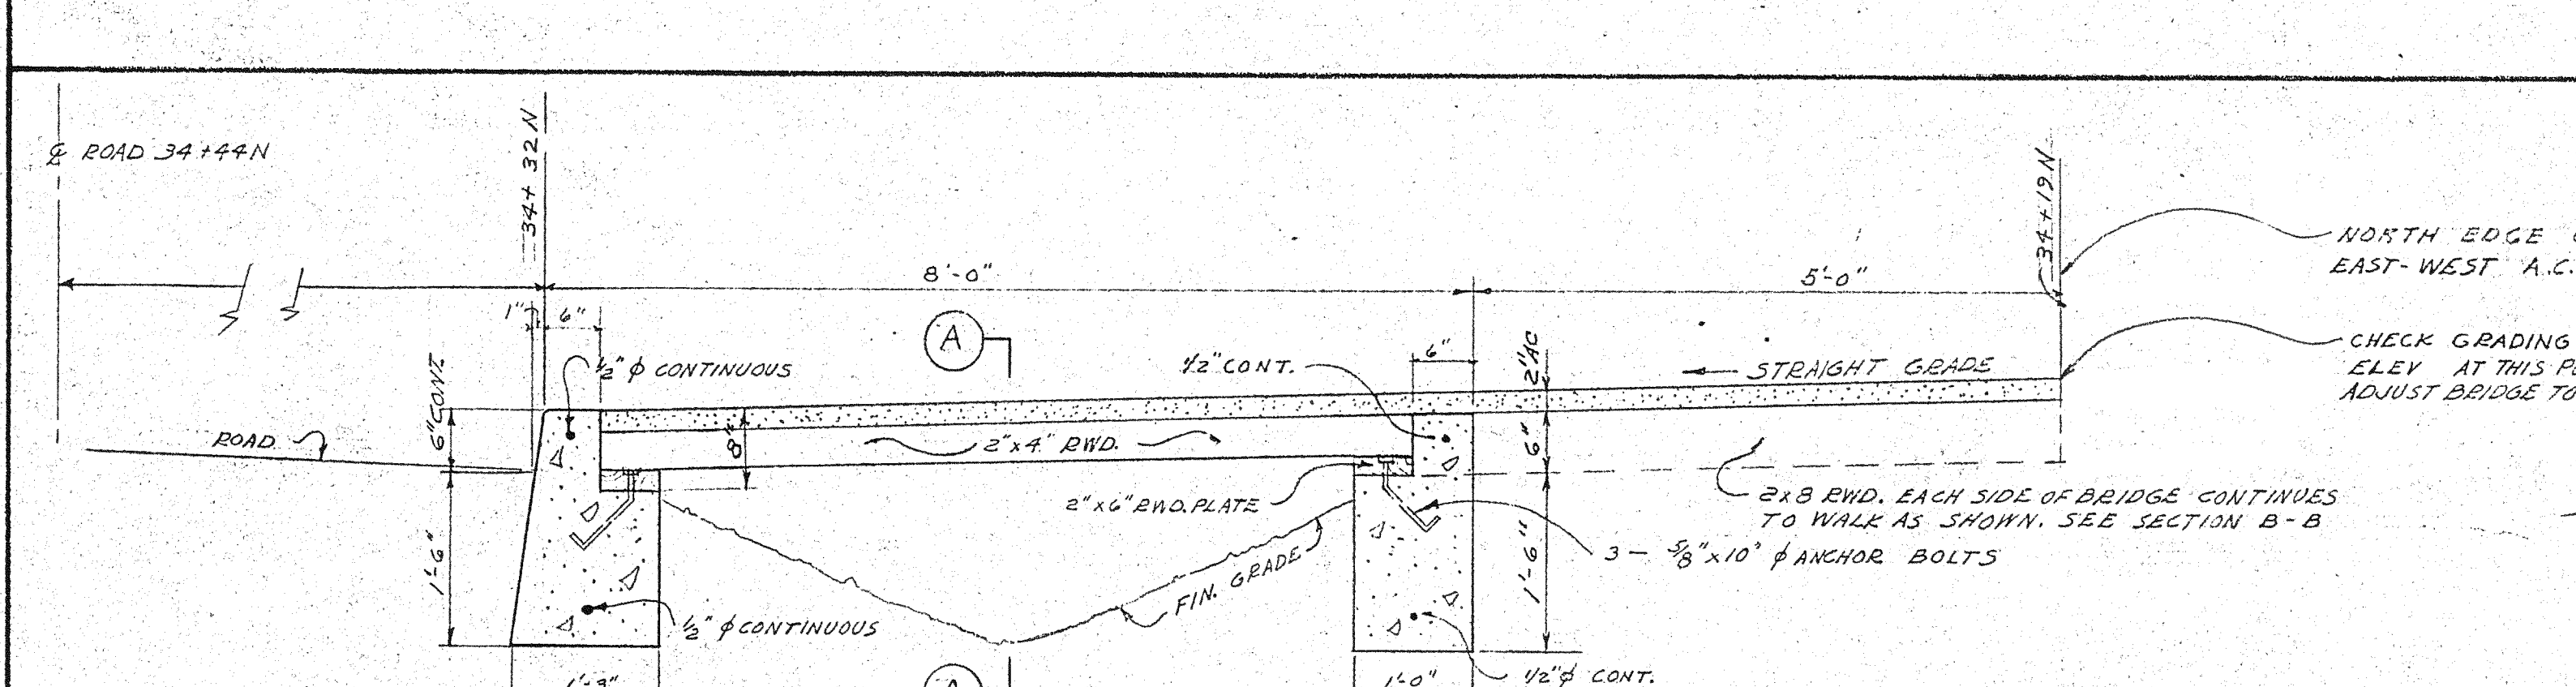 ℄ ROAD 34+44N
34+32N
34+19N
NORTH EDGE
EAST-WEST A.C.
8'-0"
5'-0"
1"
6"
A
1/2" ϕ CONTINUOUS
1/2" CONT.
6"
2" AC
STRAIGHT GRADE
CHECK GRADING
ELEV AT THIS
ADJUST BRIDGE TO
6" CONT.
ROAD
8"
2"x4" RWD.
6"
2"x6" RWD. PLATE
2x8 RWD. EACH SIDE OF BRIDGE CONTINUES
TO WALK AS SHOWN. SEE SECTION B-B
3 - 5/8"x10" ϕ ANCHOR BOLTS
1'-6"
FIN. GRADE
1'-6"
1/2" ϕ CONTINUOUS
1/2" ϕ CONT.
A
1'-0"